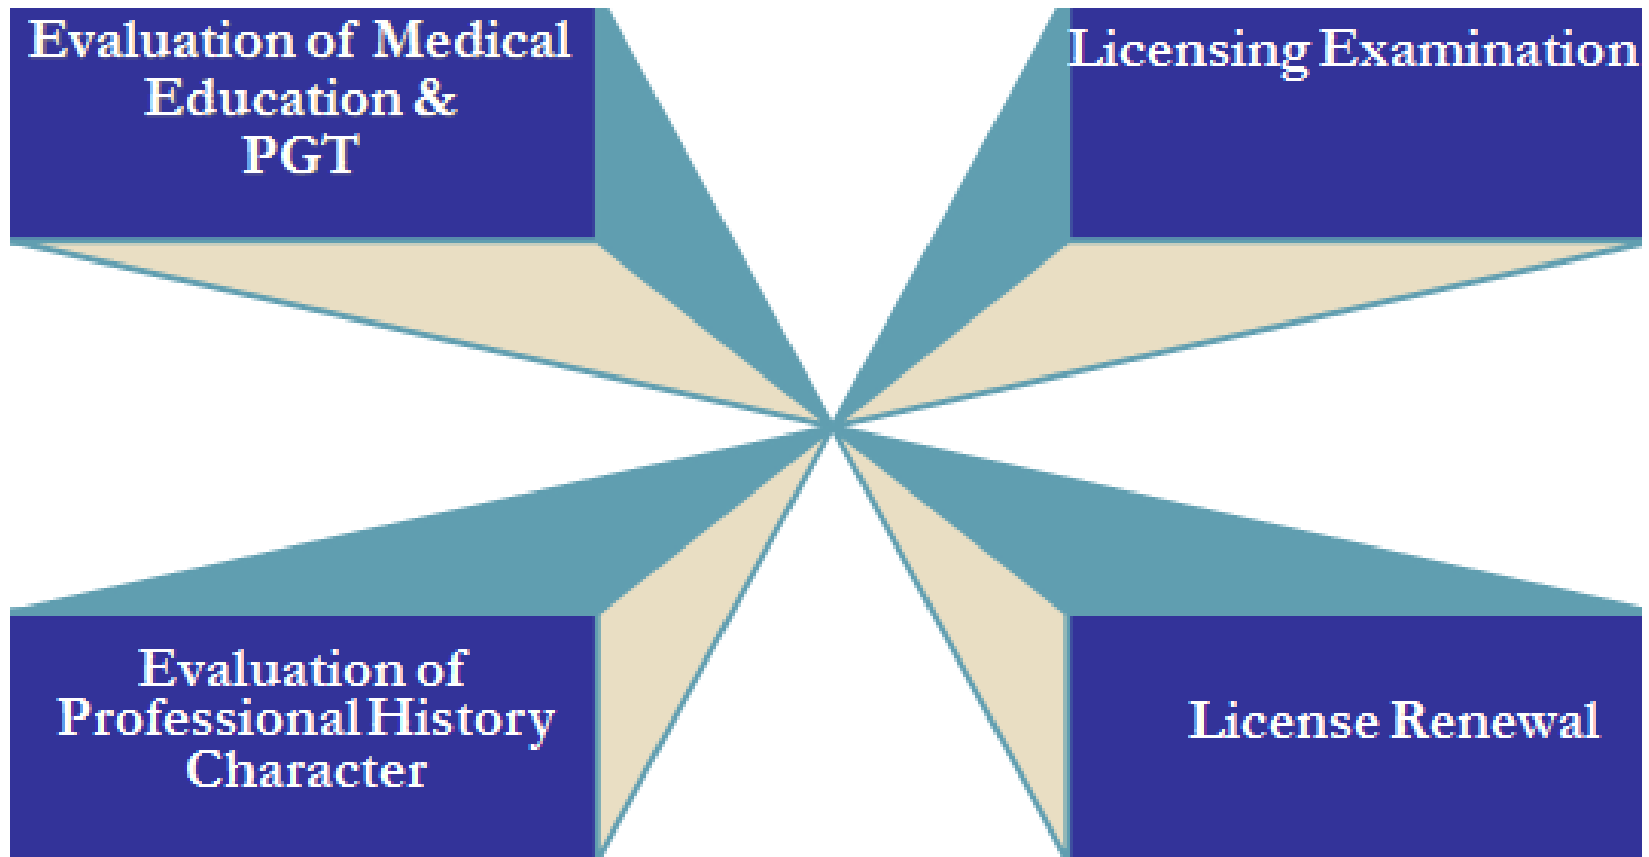 Evaluation of Medical
Education &
PGT
Licensing Examination
Evaluation of
Professional History
Character
License Renewal